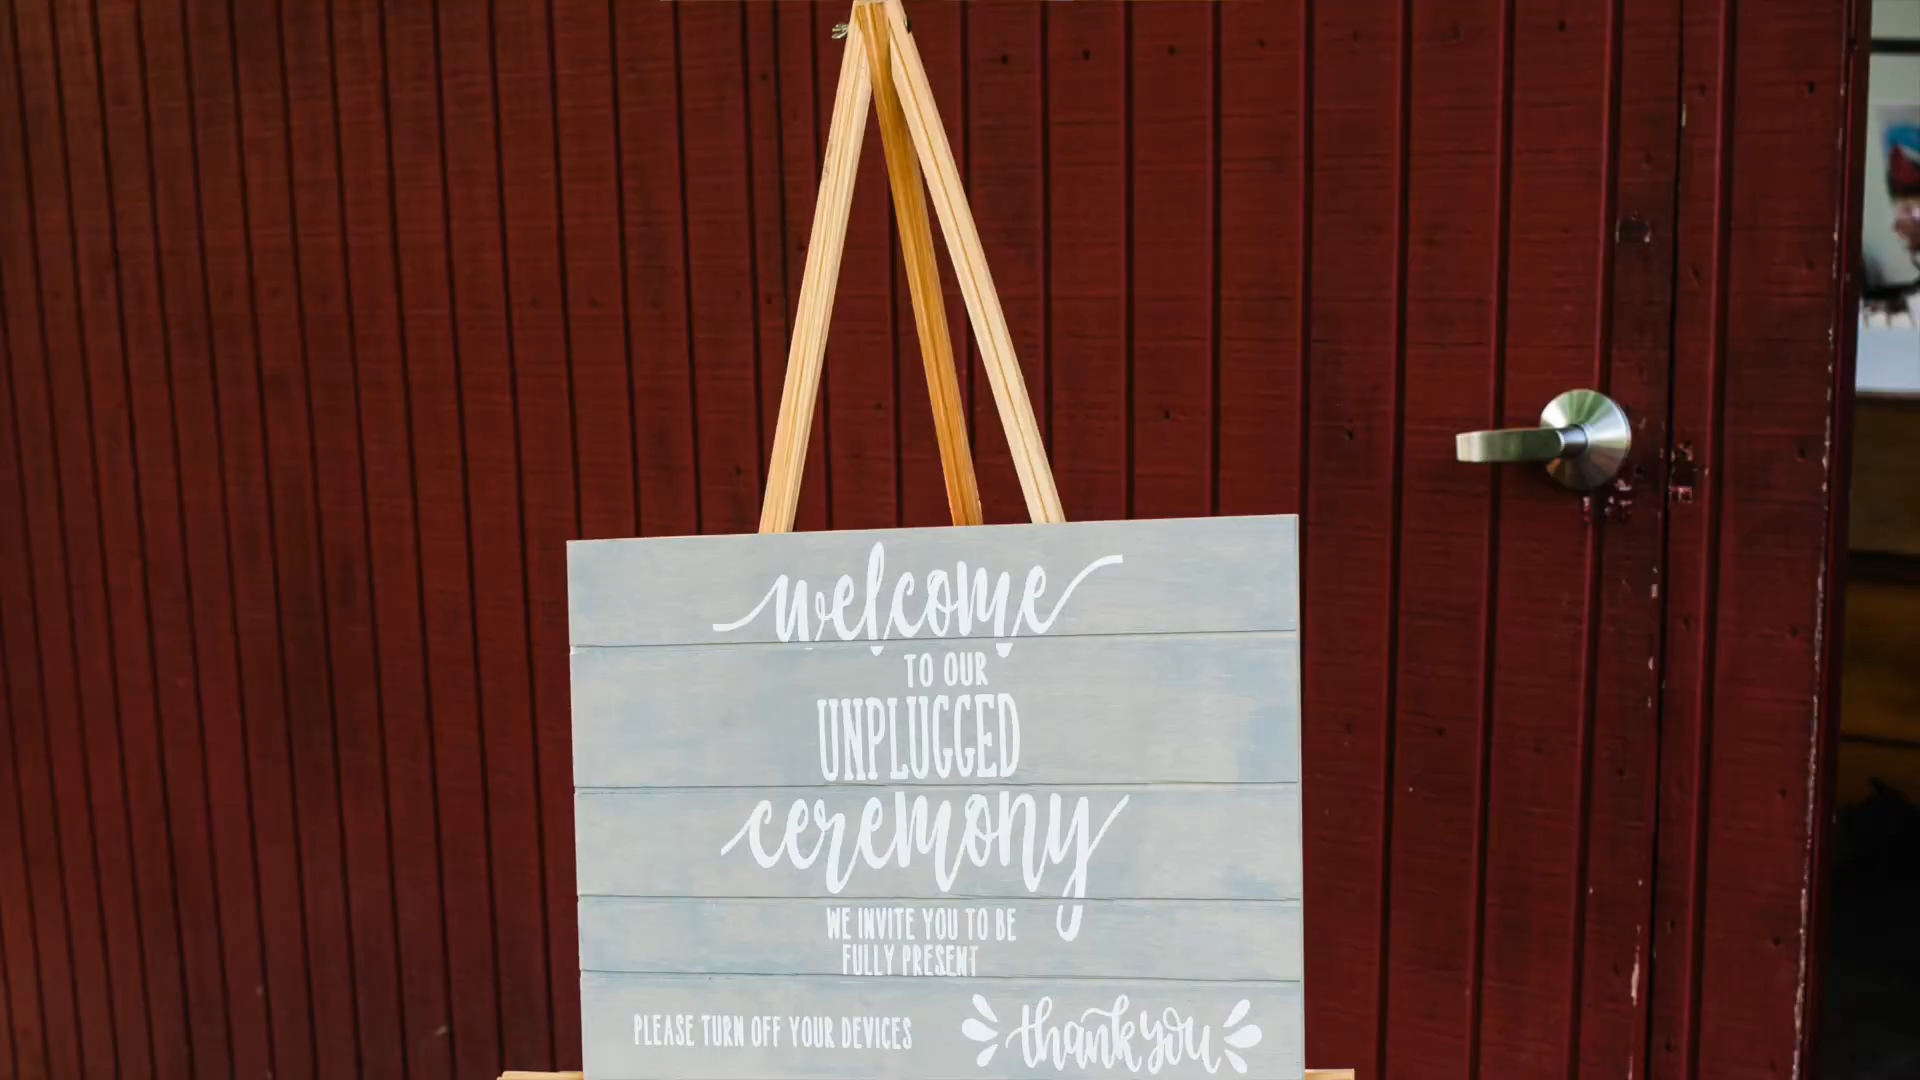 welcome
TO OUR
UNPLUGGED
ceremony
WE INVITE YOU TO BE
FULLY PRESENT
PLEASE TURN OFF YOUR DEVICES
thank you